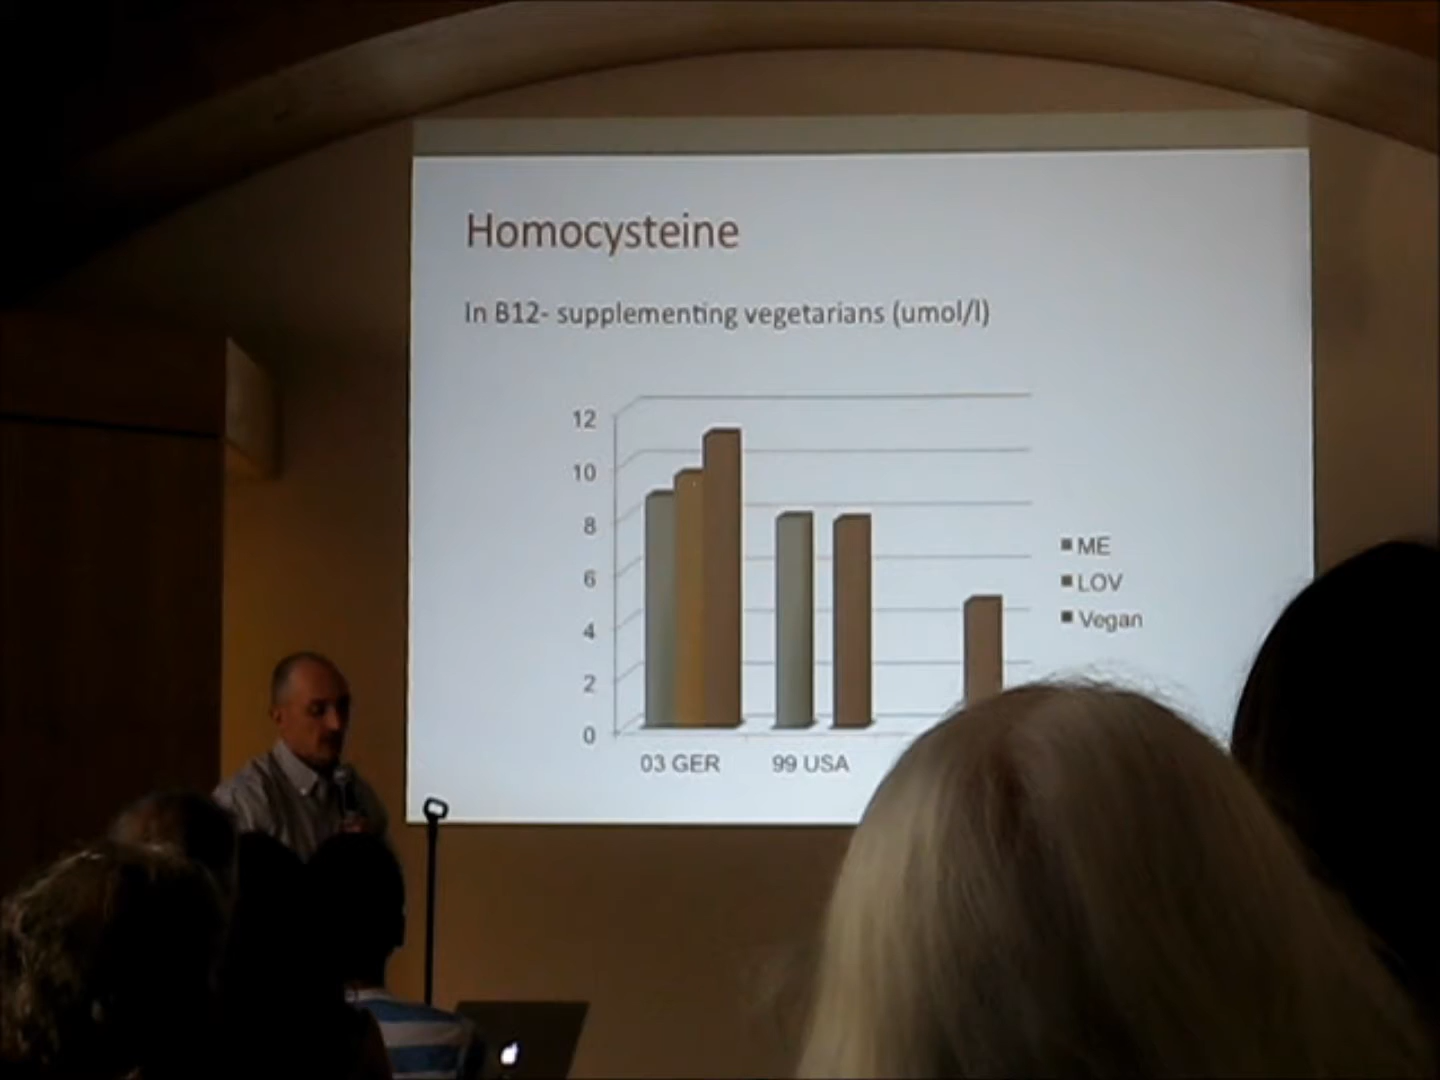 Homocysteine
In B12- supplementing vegetarians (umol/l)
12
10
8
6
4
2
0
03 GER 99 USA
ME
LOV
Vegan